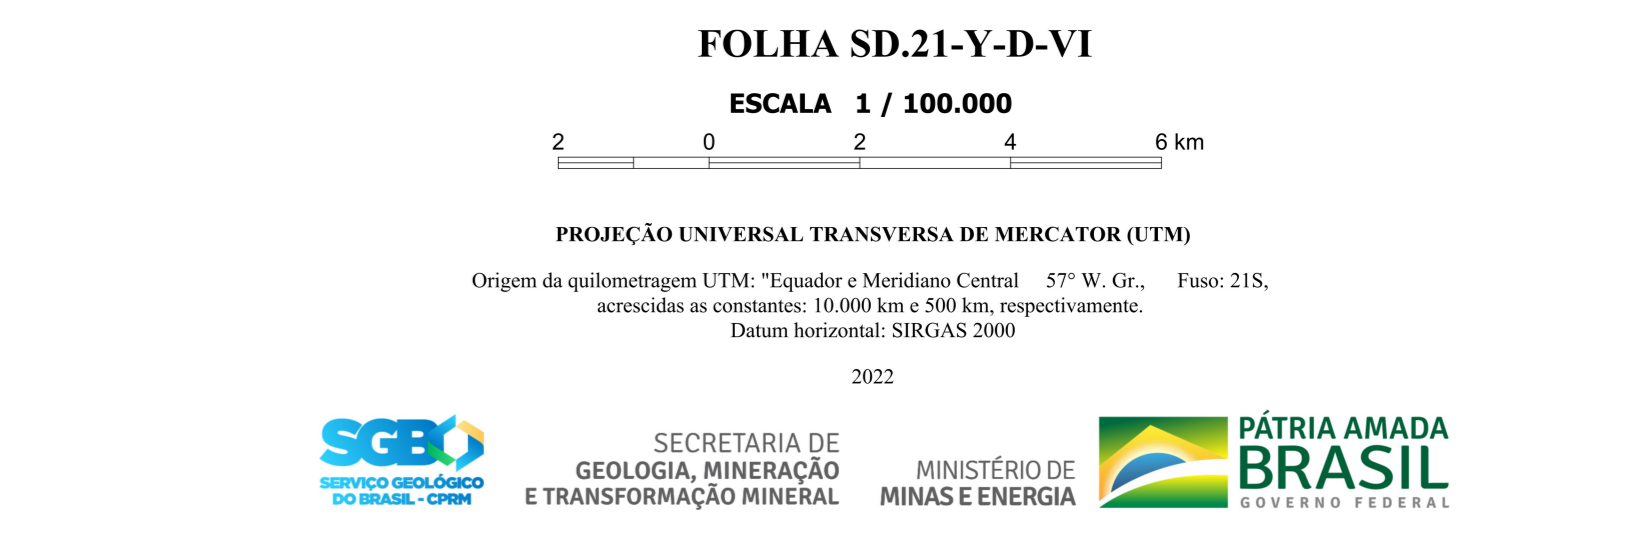 FOLHA SD.21-Y-D-VI
ESCALA 1 / 100.000
2 0 2 4 6 km
PROJEÇÃO UNIVERSAL TRANSVERSA DE MERCATOR (UTM)
Origem da quilometragem UTM: "Equador e Meridiano Central 57° W. Gr., Fuso: 21S,
acrescidas as constantes: 10.000 km e 500 km, respectivamente.
Datum horizontal: SIRGAS 2000
2022
SGB
SERVIÇO GEOLÓGICO
DO BRASIL - CPRM
SECRETARIA DE
GEOLOGIA, MINERAÇÃO
E TRANSFORMAÇÃO MINERAL
MINISTÉRIO DE
MINAS E ENERGIA
PÁTRIA AMADA
BRASIL
GOVERNO FEDERAL